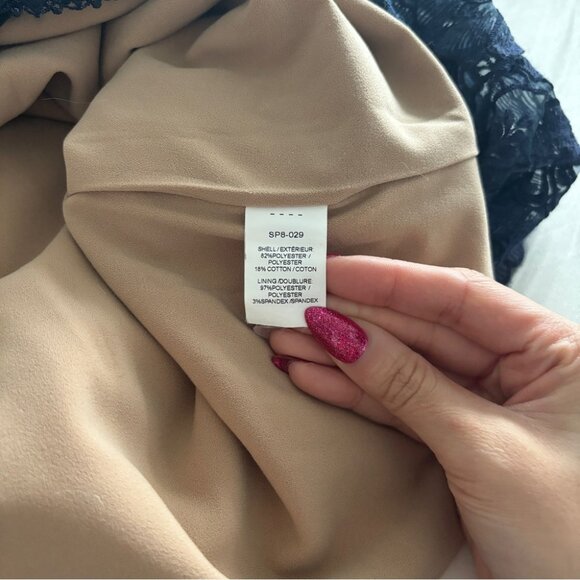 ----
SP8-029
SHELL/EXTÉRIEUR
82%POLYESTER /
POLYESTER
18% COTTON / COTON
LINING /DOUBLURE:
97%POLYESTER /
POLYESTER
3%SPANDEX /SPANDEX